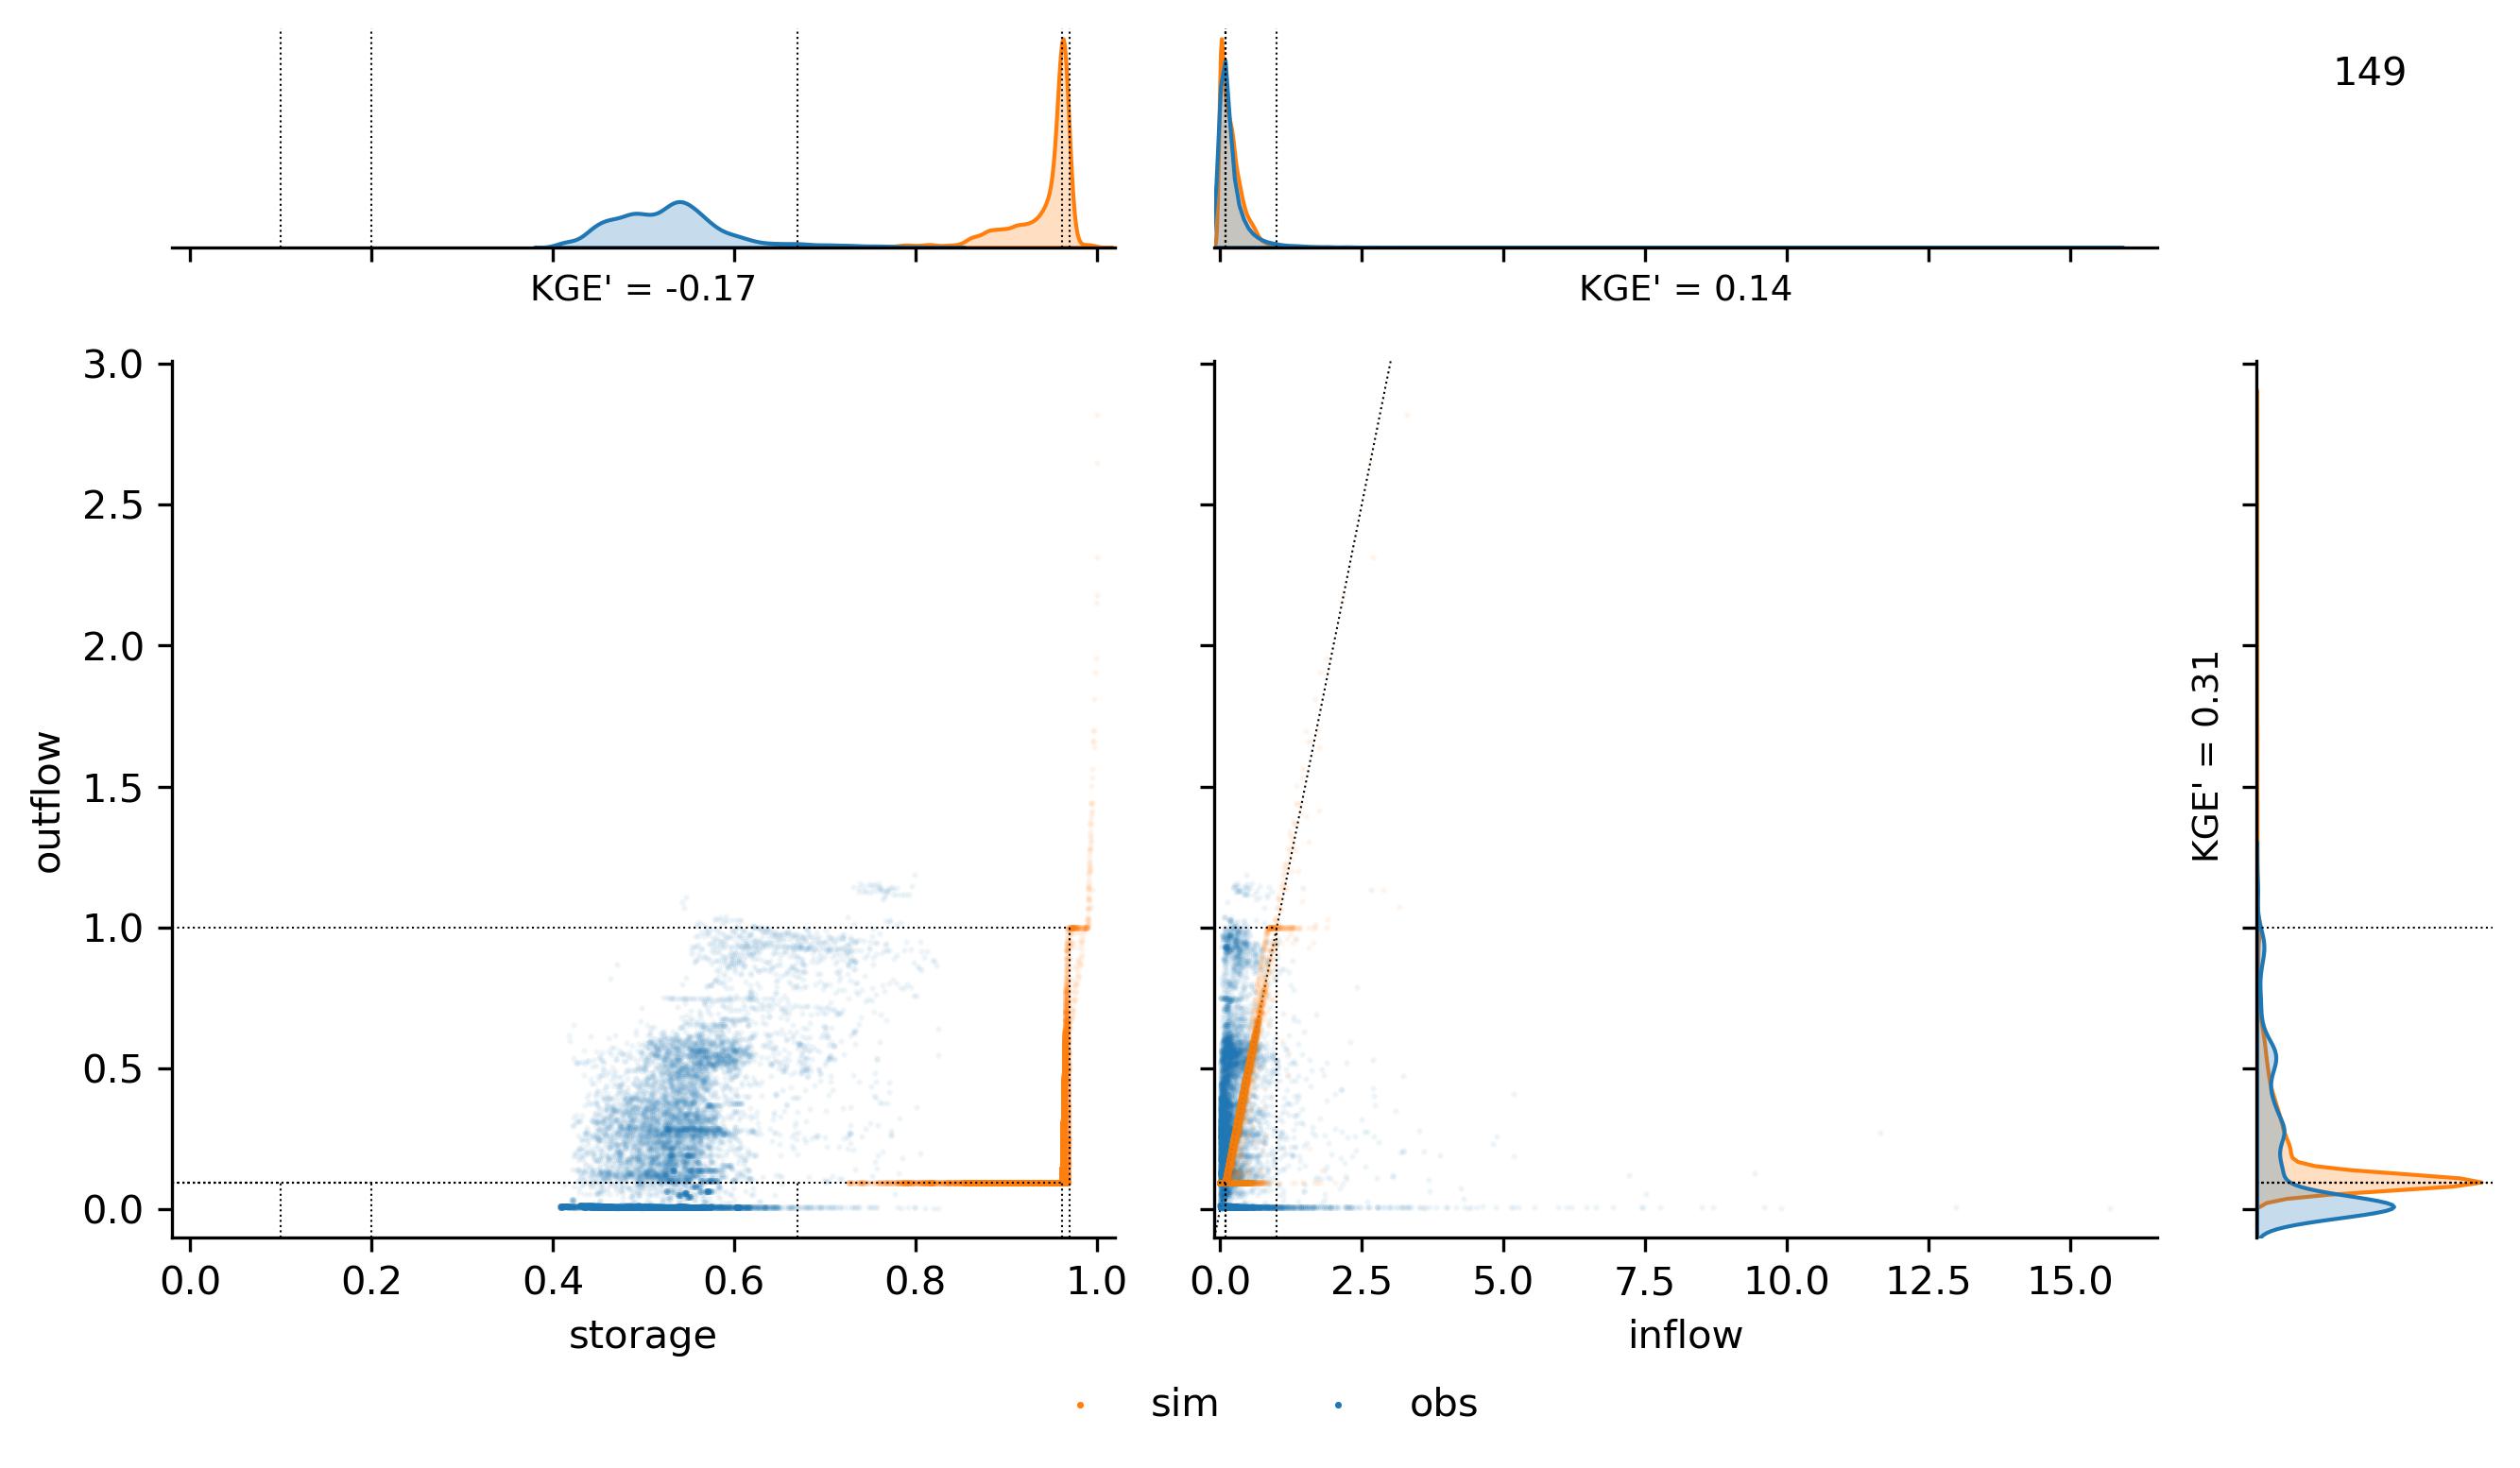 149
KGE' = -0.17
KGE' = 0.14
3.0
2.5
2.0
1.5
1.0
0.5
0.0
outflow
KGE' = 0.31
0.0 0.2 0.4 0.6 0.8 1.0
0.0 2.5 5.0 7.5 10.0 12.5 15.0
storage
inflow
sim obs